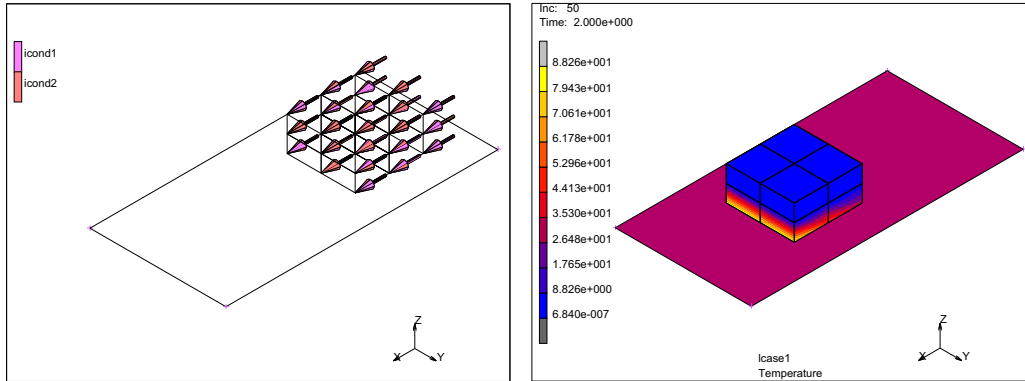 icond1
icond2
Z
X
Y
Inc: 50
Time: 2.000e+000
8.826e+001
7.943e+001
7.061e+001
6.178e+001
5.296e+001
4.413e+001
3.530e+001
2.648e+001
1.765e+001
8.826e+000
6.840e-007
Z
X
Y
lcase1
Temperature